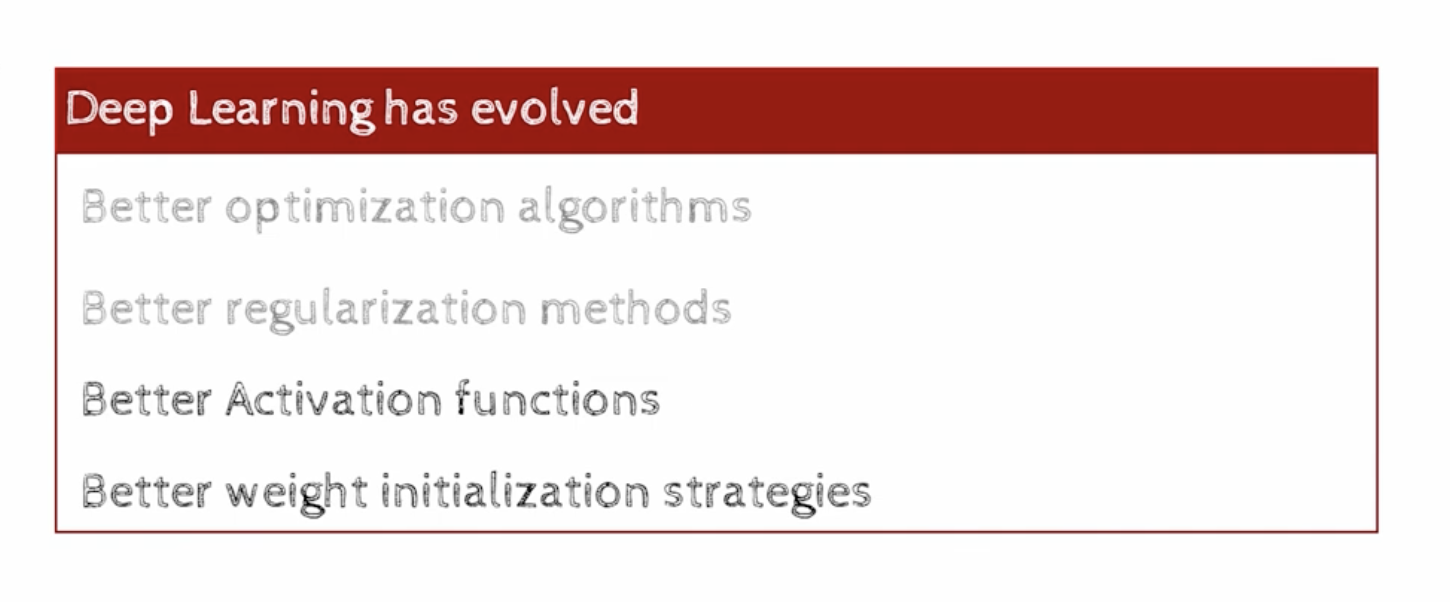 Deep Learning has evolved
Better optimization algorithms
Better regularization methods
Better Activation functions
Better weight initialization strategies